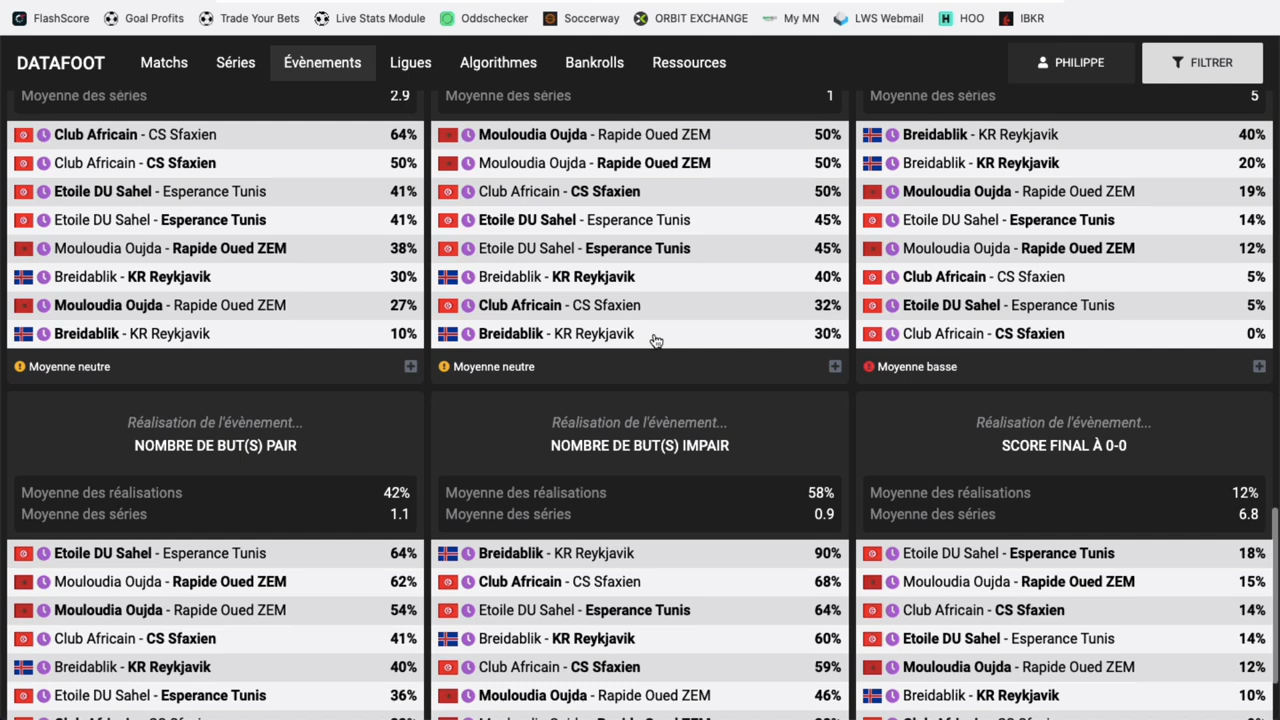 FlashScore Goal Profits Trade Your Bets Live Stats Module Oddschecker Soccerway ORBIT EXCHANGE My MN LWS Webmail HOO IBKR
DATAFOOT Matchs Séries Évènements Ligues Algorithmes Bankrolls Ressources PHILIPPE FILTRER
Moyenne des séries 2.9
Club Africain - CS Sfaxien 64%
Club Africain - CS Sfaxien 50%
Etoile DU Sahel - Esperance Tunis 41%
Etoile DU Sahel - Esperance Tunis 41%
Mouloudia Oujda - Rapide Oued ZEM 38%
Breidablik - KR Reykjavik 30%
Mouloudia Oujda - Rapide Oued ZEM 27%
Breidablik - KR Reykjavik 10%
Moyenne neutre
Moyenne des séries 1
Mouloudia Oujda - Rapide Oued ZEM 50%
Mouloudia Oujda - Rapide Oued ZEM 50%
Club Africain - CS Sfaxien 50%
Etoile DU Sahel - Esperance Tunis 45%
Etoile DU Sahel - Esperance Tunis 45%
Breidablik - KR Reykjavik 40%
Club Africain - CS Sfaxien 32%
Breidablik - KR Reykjavik 30%
Moyenne neutre
Moyenne des séries 5
Breidablik - KR Reykjavik 40%
Breidablik - KR Reykjavik 20%
Mouloudia Oujda - Rapide Oued ZEM 19%
Etoile DU Sahel - Esperance Tunis 14%
Mouloudia Oujda - Rapide Oued ZEM 12%
Club Africain - CS Sfaxien 5%
Etoile DU Sahel - Esperance Tunis 5%
Club Africain - CS Sfaxien 0%
Moyenne basse
Réalisation de l'évènement...
NOMBRE DE BUT(S) PAIR
Moyenne des réalisations 42%
Moyenne des séries 1.1
Etoile DU Sahel - Esperance Tunis 64%
Mouloudia Oujda - Rapide Oued ZEM 62%
Mouloudia Oujda - Rapide Oued ZEM 54%
Club Africain - CS Sfaxien 41%
Breidablik - KR Reykjavik 40%
Etoile DU Sahel - Esperance Tunis 36%
Réalisation de l'évènement...
NOMBRE DE BUT(S) IMPAIR
Moyenne des réalisations 58%
Moyenne des séries 0.9
Breidablik - KR Reykjavik 90%
Club Africain - CS Sfaxien 68%
Etoile DU Sahel - Esperance Tunis 64%
Breidablik - KR Reykjavik 60%
Club Africain - CS Sfaxien 59%
Mouloudia Oujda - Rapide Oued ZEM 46%
Réalisation de l'évènement...
SCORE FINAL À 0-0
Moyenne des réalisations 12%
Moyenne des séries 6.8
Etoile DU Sahel - Esperance Tunis 18%
Mouloudia Oujda - Rapide Oued ZEM 15%
Club Africain - CS Sfaxien 14%
Etoile DU Sahel - Esperance Tunis 14%
Mouloudia Oujda - Rapide Oued ZEM 12%
Breidablik - KR Reykjavik 10%